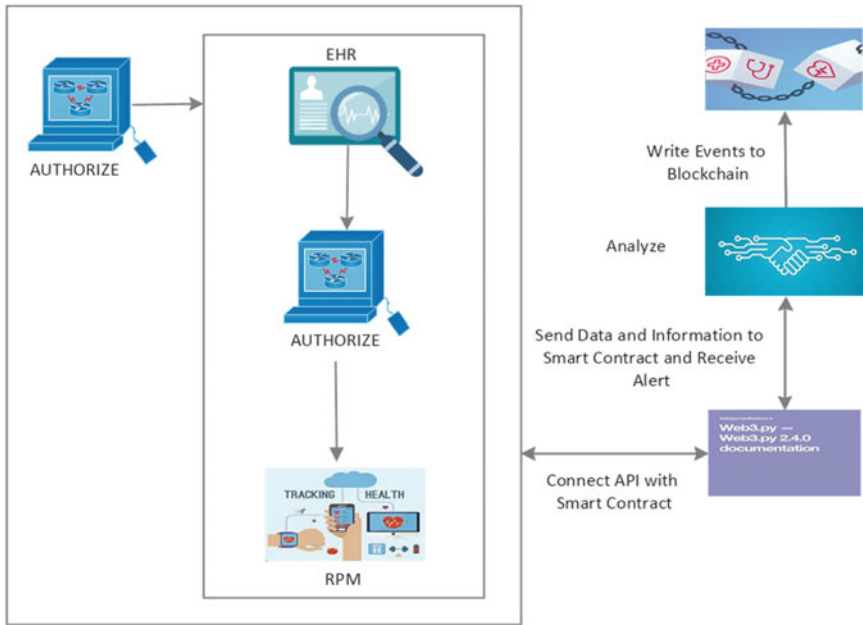 EHR
AUTHORIZE
AUTHORIZE
TRACKING HEALTH
RPM
Write Events to
Blockchain
Analyze
Send Data and Information to
Smart Contract and Receive
Alert
Web3.py —
Web3.py 2.4.0
documentation
Connect API with
Smart Contract